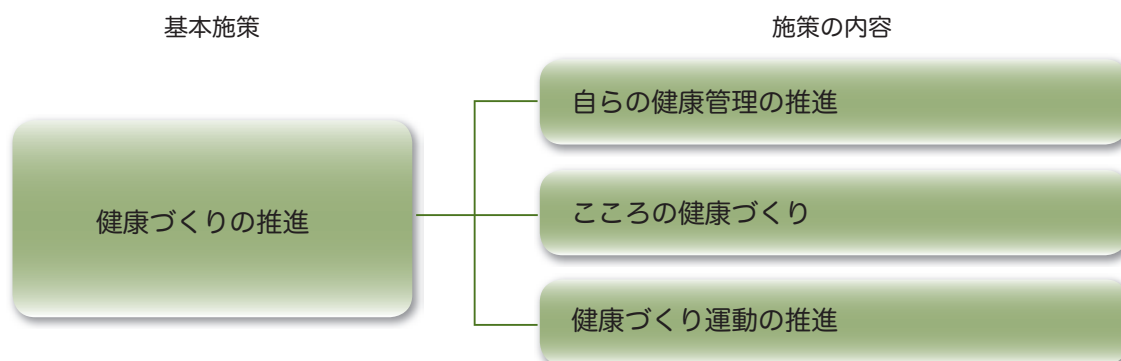 基本施策
施策の内容
健康づくりの推進
自らの健康管理の推進
こころの健康づくり
健康づくり運動の推進